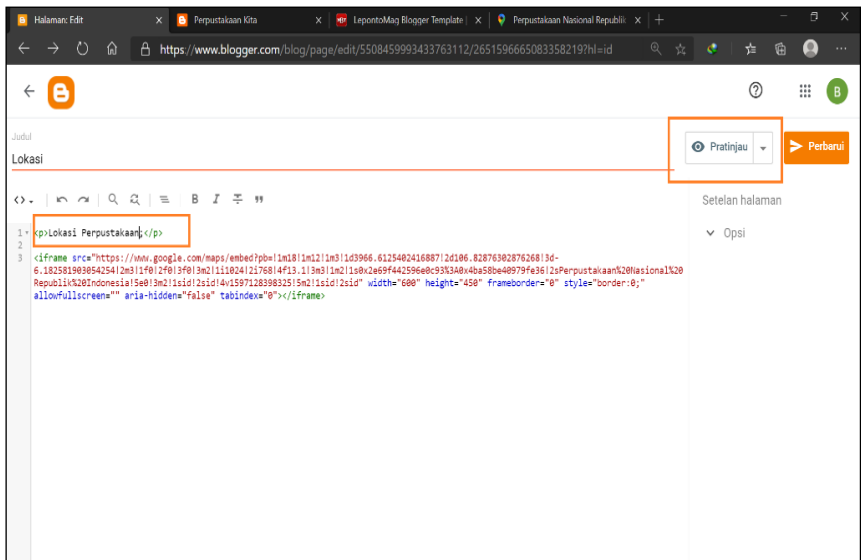 Halaman: Edit
Perpustakaan Kita
LepontoMag Blogger Template |
Perpustakaan Nasional Republik
https://www.blogger.com/blog/page/edit/5508459993433763112/2651596665083358219?hl=id
B
Judul
Lokasi
Pratinjau
Perbarui
B I
Setelan halaman
Opsi
1 <p>Lokasi Perpustakaan;</p>
2
3 <iframe src="https://www.google.com/maps/embed?pb=!1m18!1m12!1m3!1d3966.6125402416887!2d106.82876302876268!3d-
6.182581903054254!2m3!1f0!2f0!3f0!3m2!1i1024!2i768!4f13.1!3m3!1m2!1s0x2e69f442596e0c93%3A0x4ba58be40979fe36!2sPerpustakaan%20Nasional%20
Republik%20Indonesia!5e0!3m2!1sid!2sid!4v1597128398325!5m2!1sid!2sid" width="600" height="450" frameborder="0" style="border:0;"
allowfullscreen="" aria-hidden="false" tabindex="0"></iframe>